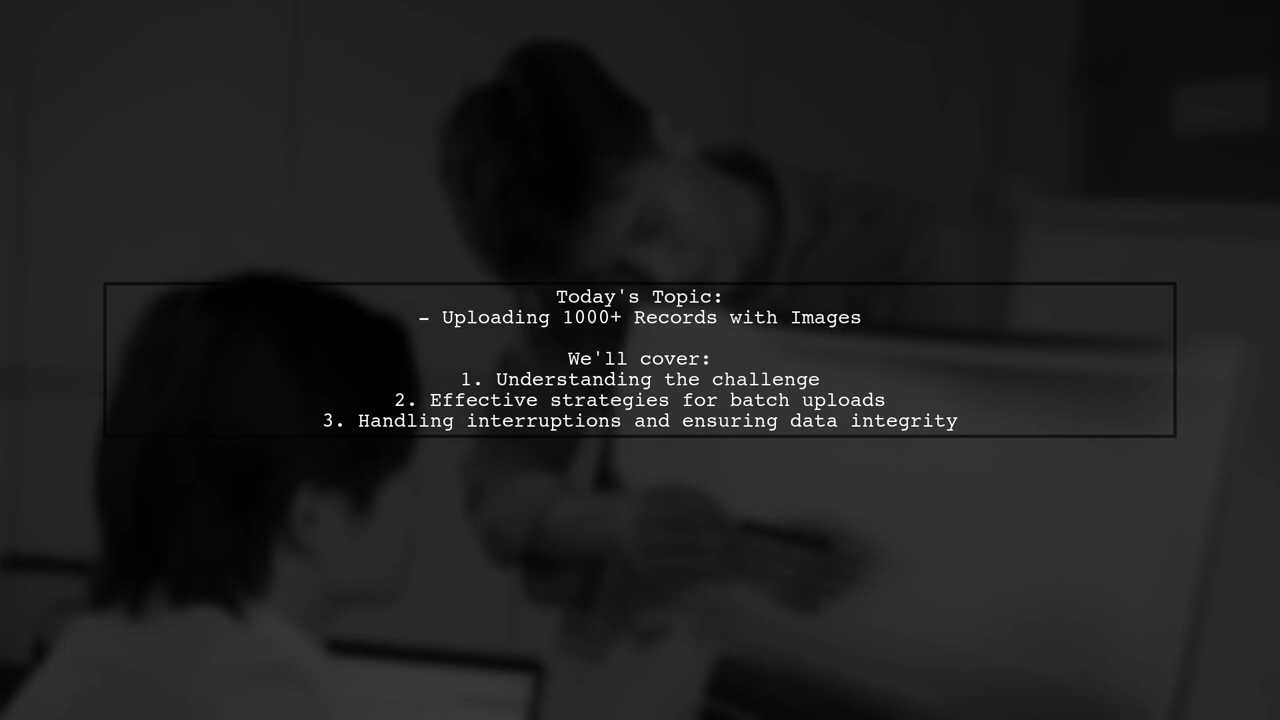 Today's Topic:
- Uploading 1000+ Records with Images
We'll cover:
1. Understanding the challenge
2. Effective strategies for batch uploads
3. Handling interruptions and ensuring data integrity